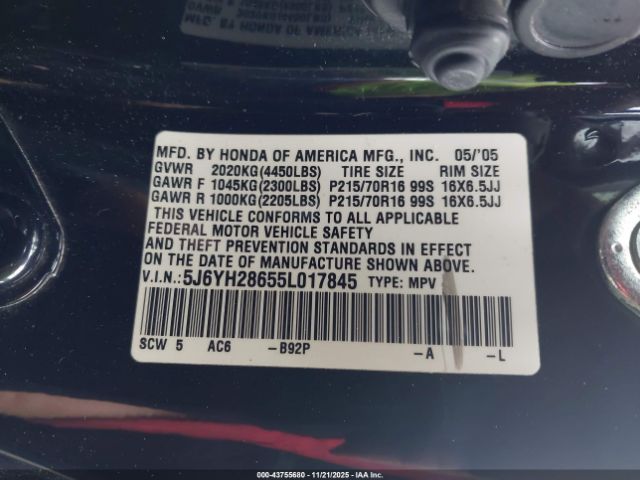 MFD. BY HONDA OF AMERICA MFG., INC. 05/'05
GVWR 2020KG(4450LBS) TIRE SIZE RIM SIZE
GAWR F 1045KG(2300LBS) P215/70R16 99S 16X6.5JJ
GAWR R 1000KG(2205LBS) P215/70R16 99S 16X6.5JJ
THIS VEHICLE CONFORMS TO ALL APPLICABLE
FEDERAL MOTOR VEHICLE SAFETY
AND THEFT PREVENTION STANDARDS IN EFFECT
ON THE DATE OF MANUFACTURE SHOWN ABOVE.
V.I.N.: 5J6YH28655L017845 TYPE: MPV
SCW 5 AC6 -B92P -A -L
000-43755680 - 11/21/2025 - IAA Inc.